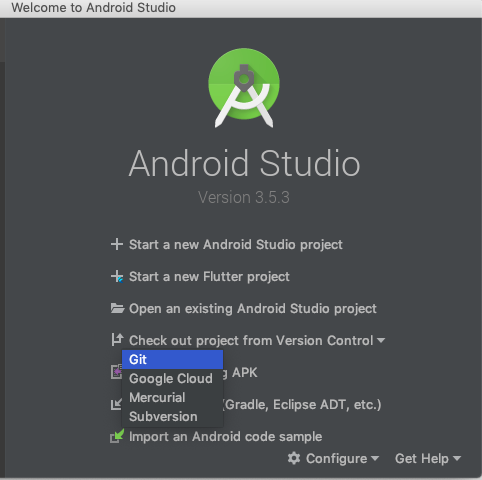 Welcome to Android Studio
Android Studio
Version 3.5.3
Start a new Android Studio project
Start a new Flutter project
Open an existing Android Studio project
Check out project from Version Control
Git
Google Cloud
APK
Mercurial
(Gradle, Eclipse ADT, etc.)
Subversion
Import an Android code sample
Configure
Get Help